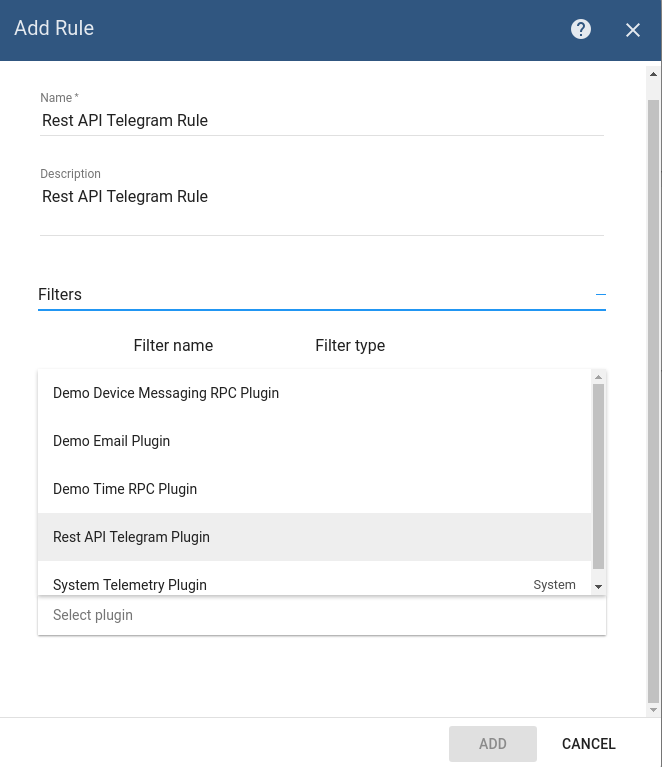 Add Rule
Name *
Rest API Telegram Rule
Description
Rest API Telegram Rule
Filters
Filter name Filter type
Demo Device Messaging RPC Plugin
Demo Email Plugin
Demo Time RPC Plugin
Rest API Telegram Plugin
System Telemetry Plugin System
Select plugin
ADD CANCEL